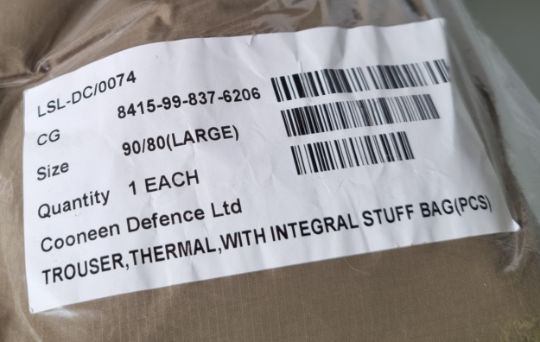 LSL-DC/0074
CG 8415-99-837-6206
Size 90/80(LARGE)
Quantity 1 EACH
Cooneen Defence Ltd
TROUSER,THERMAL,WITH INTEGRAL STUFF BAG(PCS)